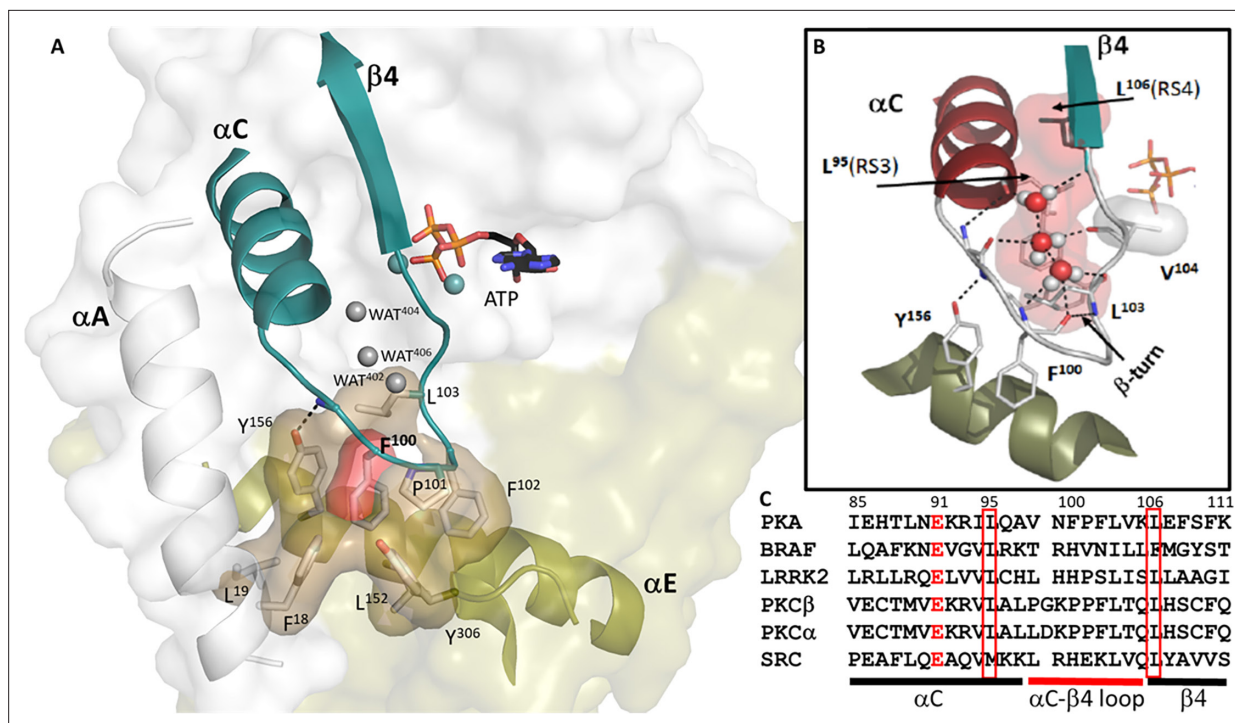 A
β4
αC
αA
ATP
WAT404
WAT406
WAT402
L103
Y156
F100
P101
F102
L19
F18
L152
Y306
αE
B
β4
αC
L106(RS4)
L95(RS3)
V104
L103
Y156
F100
β-turn
C
85 91 95 100 106 111
PKA IEHTLNEKRILQAV NFPFLVKLEFSFK
BRAF LQAFKNEVGVLRKT RHVNILLFMGYST
LRRK2 LRLLRQELVVLCHL HHPSLISLLAAGI
PKCβ VECTMVEKRVLALPGKPPFLTQLHSCFQ
PKCα VECTMVEKRVLALLDKPPFLTQLHSCFQ
SRC PEAFLQEAQVMKKL RHEKLVQLYAVVS
αC αC-β4 loop β4